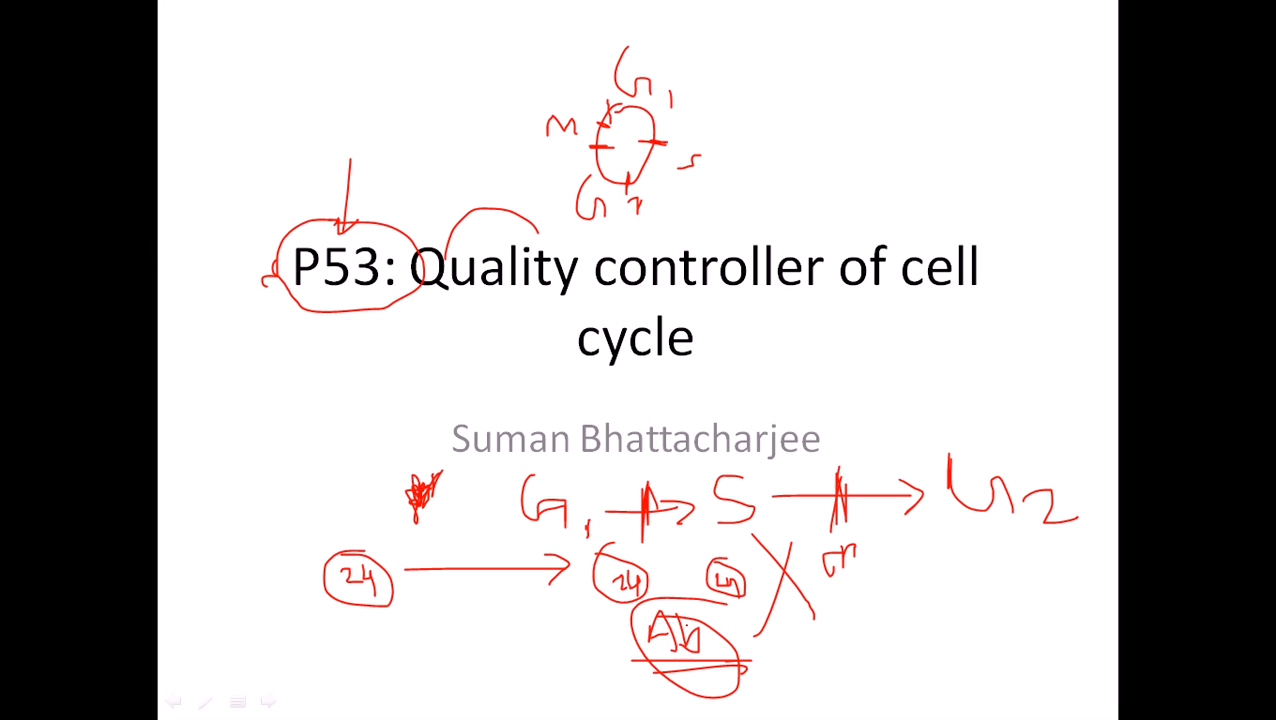 G1
M
S
G2
P53: Quality controller of cell
cycle
Suman Bhattacharjee
G1 S G2
24 24